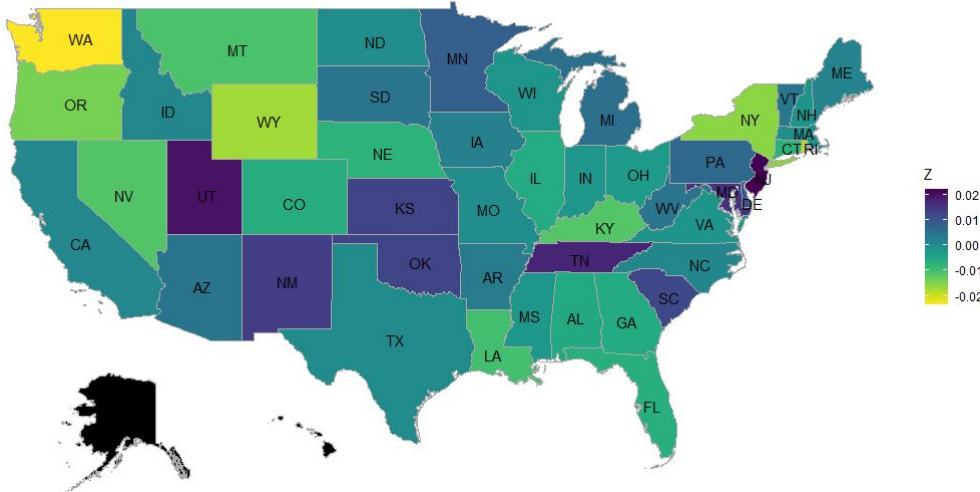 WA
MT
ND
MN
ME
OR
ID
WY
SD
WI
MI
NY
VT
NH
MA
CT
RI
NV
UT
CO
NE
IA
IL
IN
OH
PA
NJ
MD
DE
CA
AZ
NM
KS
OK
MO
KY
WV
VA
TN
NC
AR
SC
TX
LA
MS
AL
GA
FL
Z
0.02
0.01
0.00
-0.01
-0.02